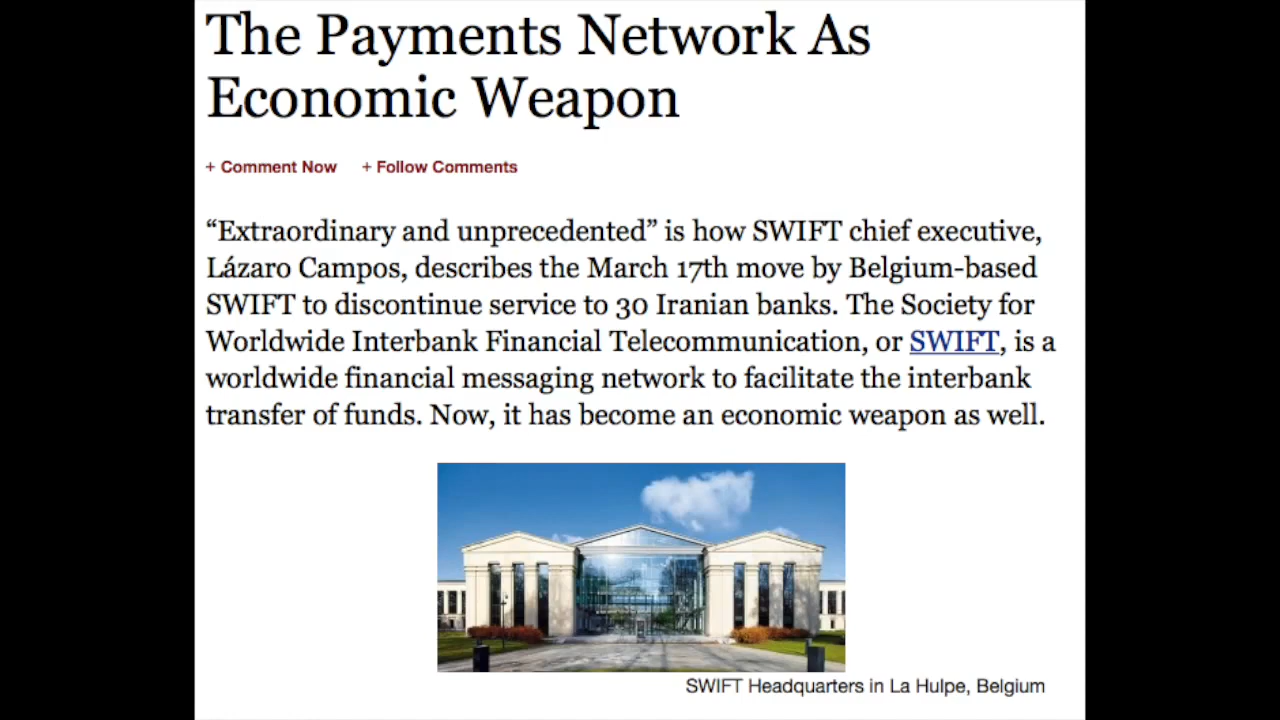 The Payments Network As
Economic Weapon
+ Comment Now + Follow Comments
“Extraordinary and unprecedented” is how SWIFT chief executive,
Lázaro Campos, describes the March 17th move by Belgium-based
SWIFT to discontinue service to 30 Iranian banks. The Society for
Worldwide Interbank Financial Telecommunication, or SWIFT, is a
worldwide financial messaging network to facilitate the interbank
transfer of funds. Now, it has become an economic weapon as well.
SWIFT Headquarters in La Hulpe, Belgium